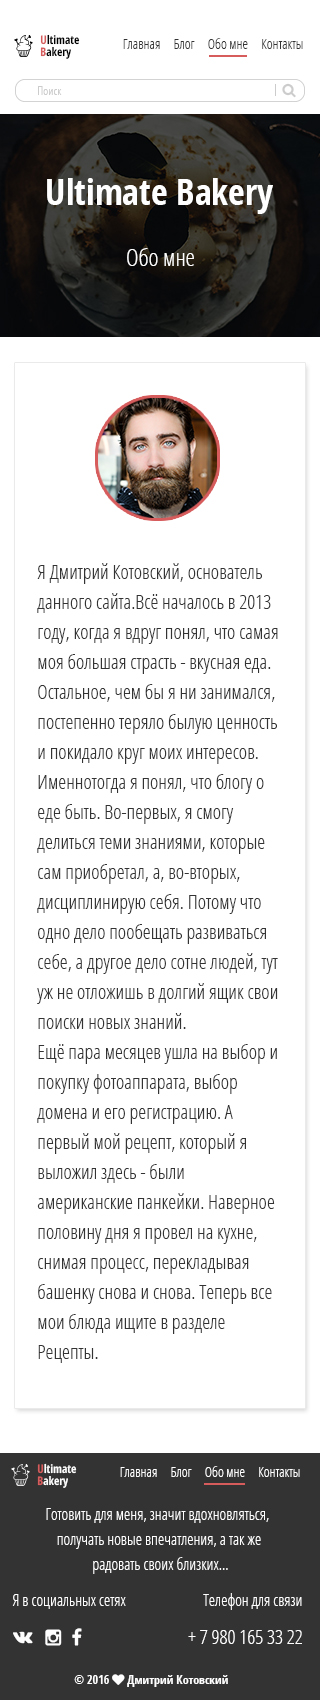 Ultimate
Bakery
Главная Блог Обо мне Контакты
Поиск
Ultimate Bakery
Обо мне
Я Дмитрий Котовский, основатель
данного сайта.Всё началось в 2013
году, когда я вдруг понял, что самая
моя большая страсть - вкусная еда.
Остальное, чем бы я ни занимался,
постепенно теряло былую ценность
и покидало круг моих интересов.
Именнотогда я понял, что блогу о
еде быть. Во-первых, я смогу
делиться теми знаниями, которые
сам приобретал, а, во-вторых,
дисциплинирую себя. Потому что
одно дело пообещать развиваться
себе, а другое дело сотне людей, тут
уж не отложишь в долгий ящик свои
поиски новых знаний.
Ещё пара месяцев ушла на выбор и
покупку фотоаппарата, выбор
домена и его регистрацию. А
первый мой рецепт, который я
выложил здесь - были
американские панкейки. Наверное
половину дня я провел на кухне,
снимая процесс, перекладывая
башенку снова и снова. Теперь все
мои блюда ищите в разделе
Рецепты.
Ultimate
Bakery
Главная Блог Обо мне Контакты
Готовить для меня, значит вдохновляться,
получать новые впечатления, а так же
радовать своих близких...
Я в социальных сетях
Телефон для связи
+ 7 980 165 33 22
© 2016 ♥ Дмитрий Котовский